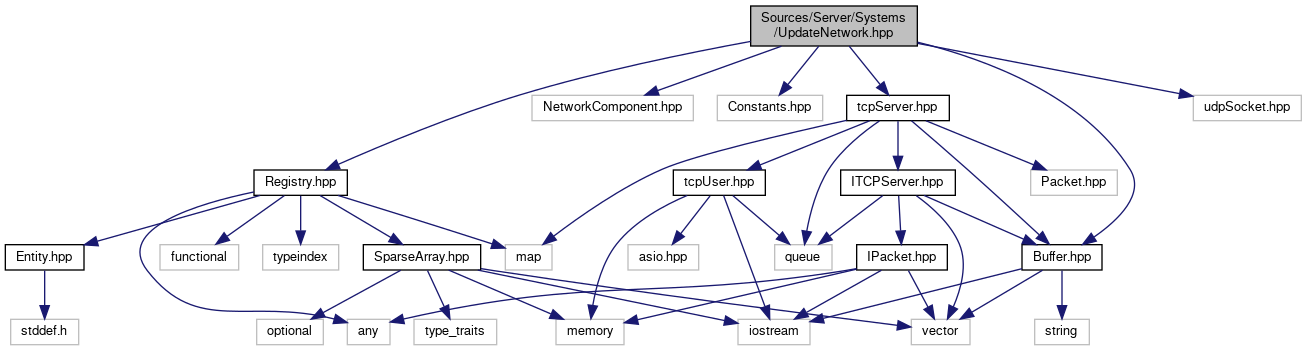 Sources/Server/Systems
/UpdateNetwork.hpp
NetworkComponent.hpp
Constants.hpp
tcpServer.hpp
udpSocket.hpp
Registry.hpp
tcpUser.hpp
ITCPServer.hpp
Packet.hpp
Entity.hpp
functional
typeindex
SparseArray.hpp
map
asio.hpp
queue
IPacket.hpp
Buffer.hpp
stddef.h
optional
any
type_traits
memory
iostream
vector
string